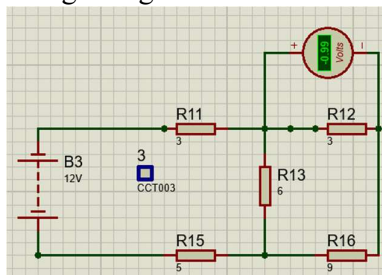 + -0.99 Volts −
R11
3
R12
3
B3
12V
3
CCT003
R13
6
R15
5
R16
9